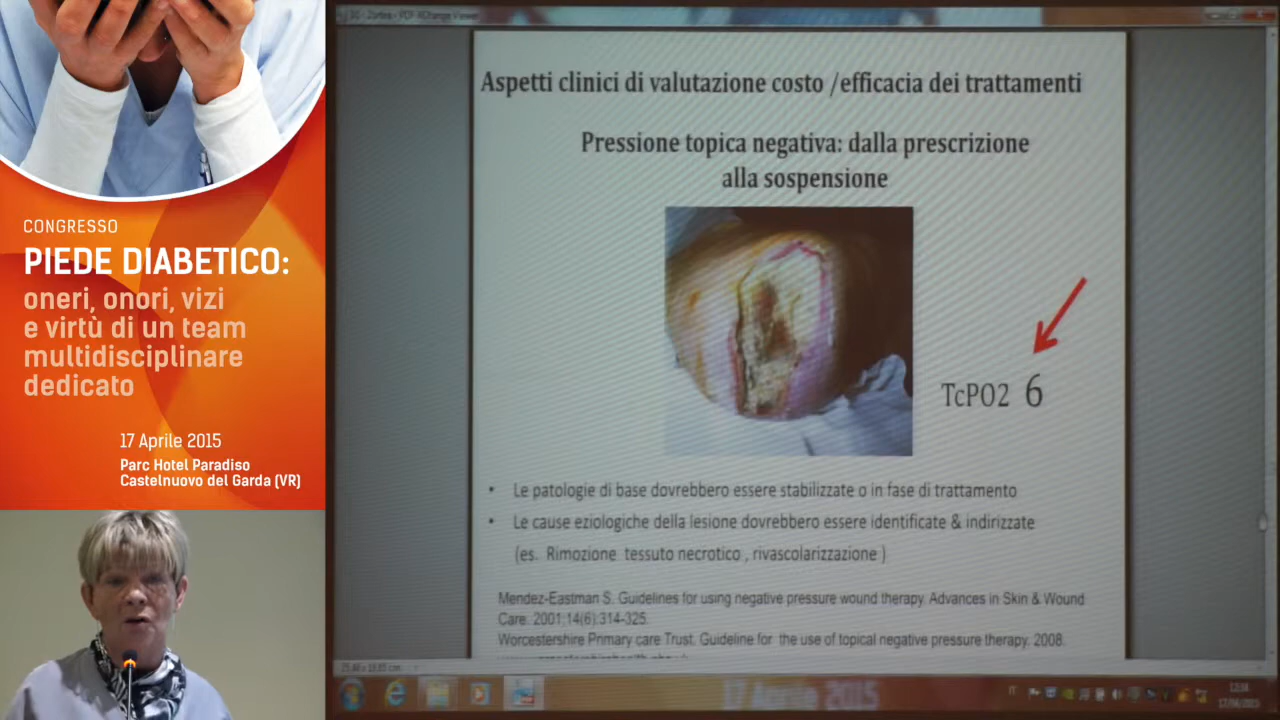 CONGRESSO
PIEDE DIABETICO:
oneri, onori, vizi
e virtù di un team
multidisciplinare
dedicato
17 Aprile 2015
Parc Hotel Paradiso
Castelnuovo del Garda (VR)
Aspetti clinici di valutazione costo /efficacia dei trattamenti
Pressione topica negativa: dalla prescrizione
alla sospensione
TcPO2 6
• Le patologie di base dovrebbero essere stabilizzate o in fase di trattamento
• Le cause eziologiche della lesione dovrebbero essere identificate & indirizzate
(es. Rimozione tessuto necrotico , rivascolarizzazione )
Mendez-Eastman S. Guidelines for using negative pressure wound therapy. Advances in Skin & Wound
Care. 2001;14(6):314-325.
Worcestershire Primary care Trust. Guideline for the use of topical negative pressure therapy. 2008.
17 Aprile 2015